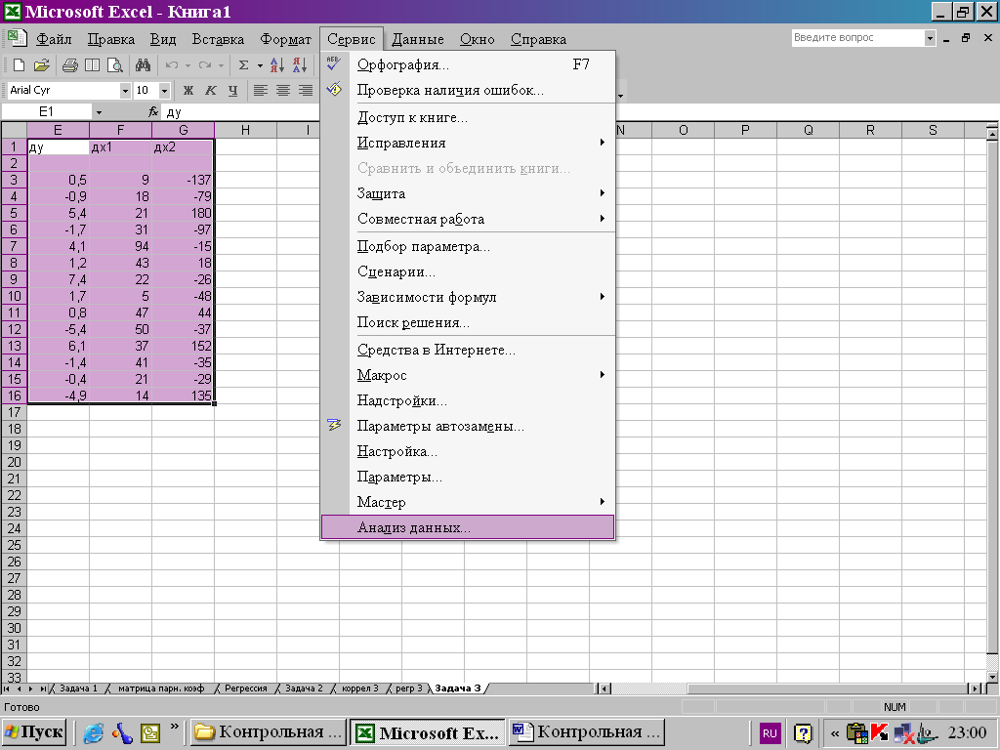 Microsoft Excel - Книга1
Файл Правка Вид Вставка Формат Сервис Данные Окно Справка Введите вопрос
Arial Cyr 10 Ж К Ч
E1 fx ду
E F G H I N O P Q R S
1 ду дх1 дх2
2
3 0,5 9 -137
4 -0,9 18 -79
5 5,4 21 180
6 -1,7 31 -97
7 4,1 94 -15
8 1,2 43 18
9 7,4 22 -26
10 1,7 5 -48
11 0,8 47 44
12 -5,4 50 -37
13 6,1 37 152
14 -1,4 41 -35
15 -0,4 21 -29
16 -4,9 14 135
17
18
19
20
21
22
23
24
25
26
27
28
29
30
31
32
33
Орфография... F7
Проверка наличия ошибок...
Доступ к книге...
Исправления
Сравнить и объединить книги...
Защита
Совместная работа
Подбор параметра...
Сценарии...
Зависимости формул
Поиск решения...
Средства в Интернете...
Макрос
Надстройки...
Параметры автозамены...
Настройка...
Параметры...
Мастер
Анализ данных...
Задача 1 матрица парн. коэф Регрессия Задача 2 коррел 3 регр 3 Задача 3
Готово NUM
Пуск » Контрольная ... Microsoft Ex... Контрольная ... RU « 23:00